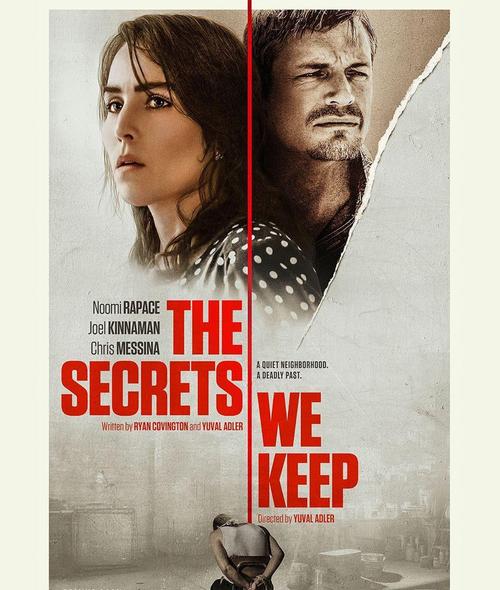 Noomi RAPACE
Joel KINNAMAN
Chris MESSINA
THE
SECRETS
Written by RYAN COVINGTON and YUVAL ADLER
A QUIET NEIGHBORHOOD.
A DEADLY PAST.
WE
KEEP
Directed by YUVAL ADLER